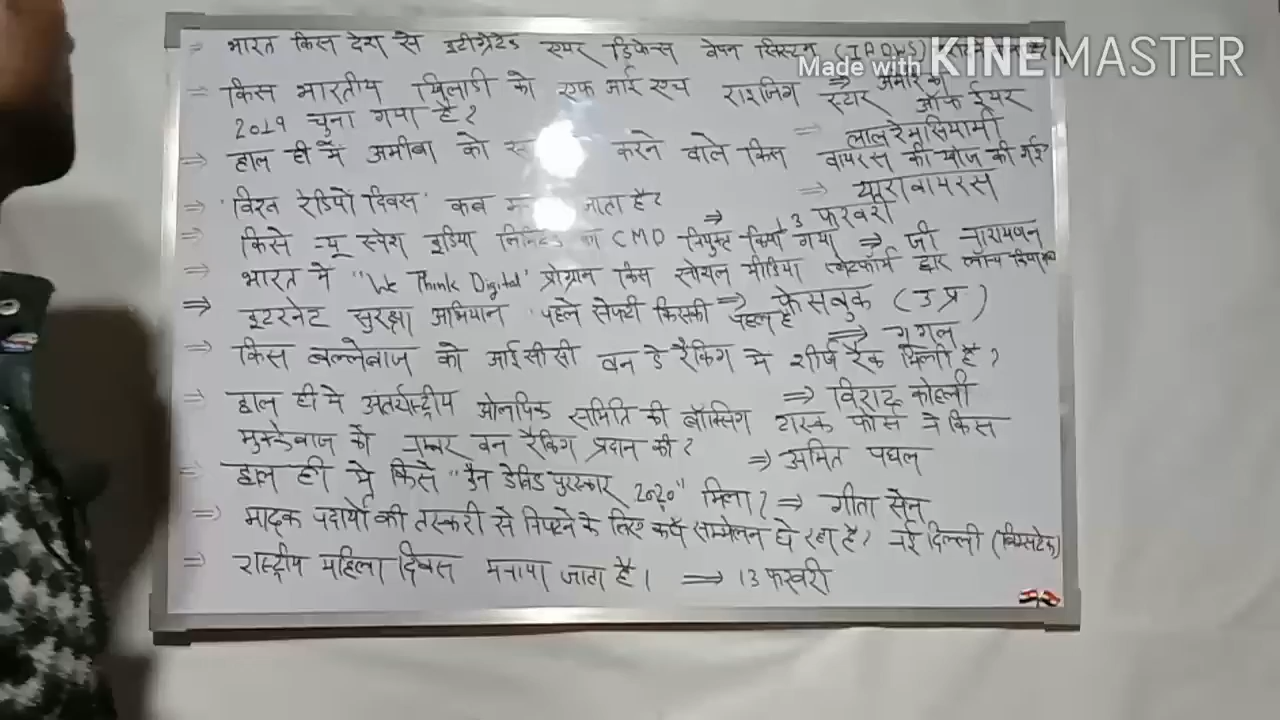 ⇒ भारत किस देश से इंटीग्रेटेड एयर डिफेन्स वेपन सिस्टम (IADWS)
Made with KINEMASTER
⇒ अमेरिका
⇒ किस भारतीय खिलाडी को एफ आई एच राइजिंग स्टार ऑफ ईयर
2019 चुना गया है?
⇒ लालरेमसियामी
⇒ हाल ही में अमीबा को करने वाले किस वायरस की खोज की गई?
⇒ यारावायरस
⇒ 'विश्व रेडियो दिवस' कब जाता है?
⇒ 13 फरवरी
किसे न्यू स्पेश इंडिया लिमिटेड का CMD नियुक्त किया गया ⇒ जी नारायणन
⇒ भारत मे "We Think Digital" प्रोग्राम किस सोशल मीडिया प्लेटफॉर्म द्वारा लॉन्च किया
⇒ फेसबुक (उ प्र)
⇒ इंटरनेट सुरक्षा अभियान पहले सेफ्टी किसकी पहल है
⇒ गूगल
⇒ किस बल्लेबाज को आईसीसी वन डे रैंकिग मे शीर्ष रैंक मिली है?
⇒ विराट कोहली
⇒ हाल ही मे अंतर्राष्ट्रीय ओलंपिक समिति की बॉक्सिंग टास्क फोर्स ने किस
मुक्केबाज को नम्बर वन रैंकिग प्रदान की? ⇒ अमित पंघल
⇒ हाल ही मे किसे "डैन डेविड पुरस्कार 2020" मिला? ⇒ गीता सेन
⇒ मादक पदार्थो की तस्करी से निपटने के लिए कहाँ सम्मेलन हो रहा है? नई दिल्ली (बिम्सटेक)
⇒ राष्ट्रीय महिला दिवस मनाया जाता है। ⇒ 13 फरवरी